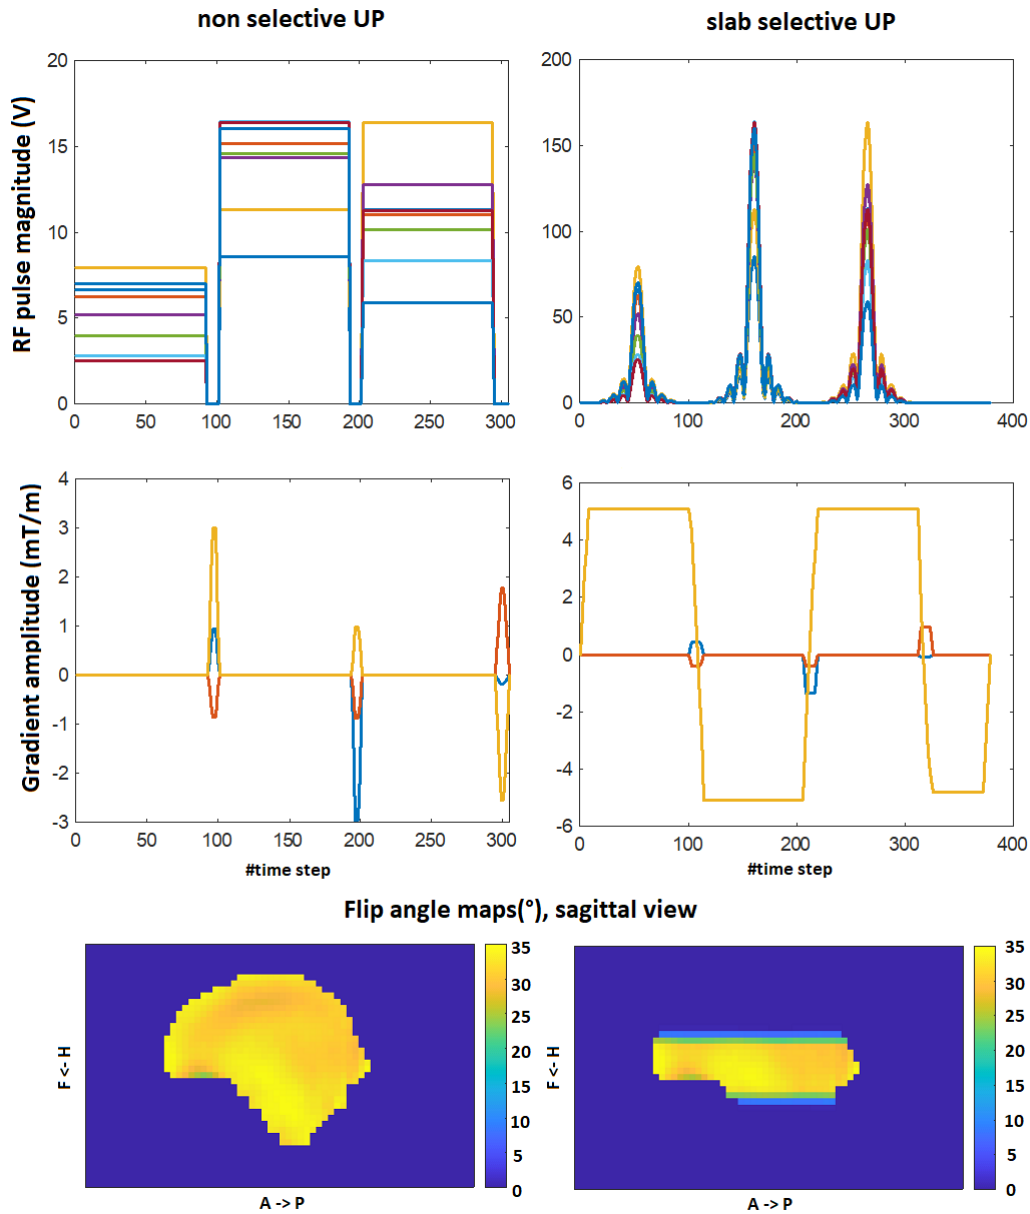 non selective UP
slab selective UP
RF pulse magnitude (V)
20
15
10
5
0
0 50 100 150 200 250 300
200
150
100
50
0
0 100 200 300 400
Gradient amplitude (mT/m)
4
3
2
1
0
-1
-2
-3
0 50 100 150 200 250 300
#time step
6
4
2
0
-2
-4
-6
0 100 200 300 400
#time step
Flip angle maps(°), sagittal view
F <- H
A -> P
35
30
25
20
15
10
5
0
F <- H
A -> P
35
30
25
20
15
10
5
0